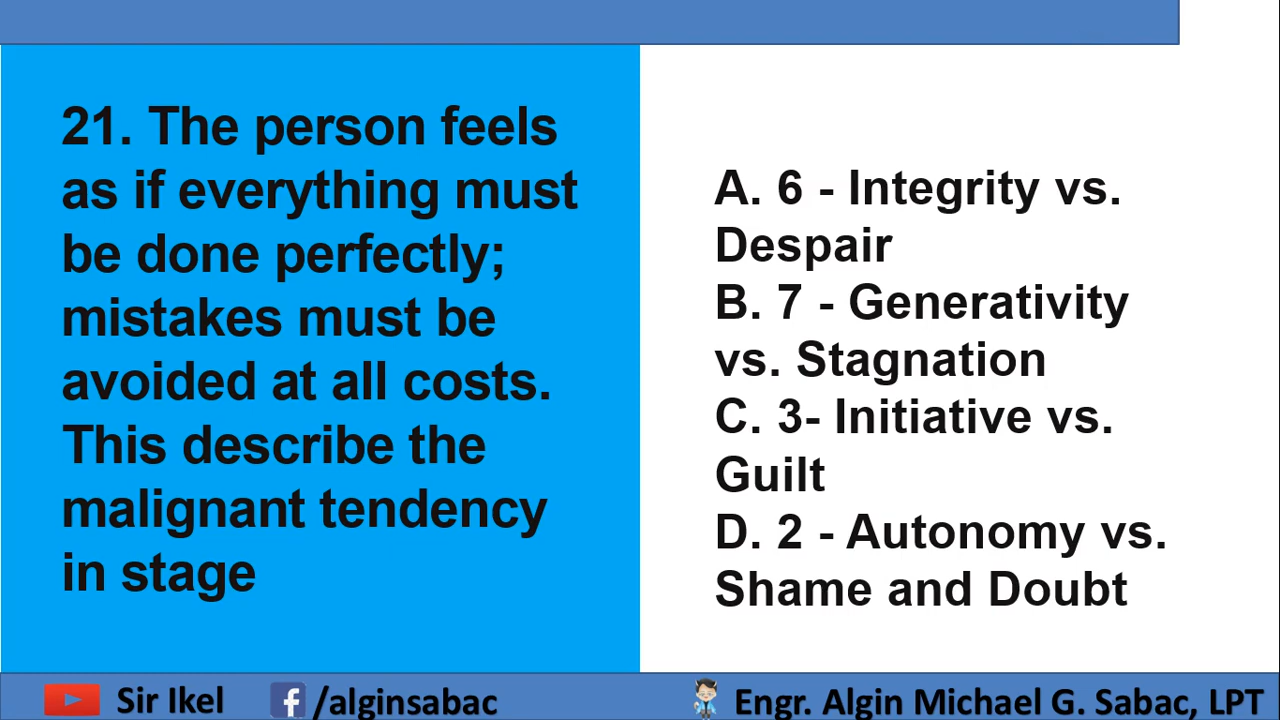 21. The person feels
as if everything must
be done perfectly;
mistakes must be
avoided at all costs.
This describe the
malignant tendency
in stage
A. 6 - Integrity vs.
Despair
B. 7 - Generativity
vs. Stagnation
C. 3- Initiative vs.
Guilt
D. 2 - Autonomy vs.
Shame and Doubt
Sir Ikel
f/alginsabac
Engr. Algin Michael G. Sabac, LPT